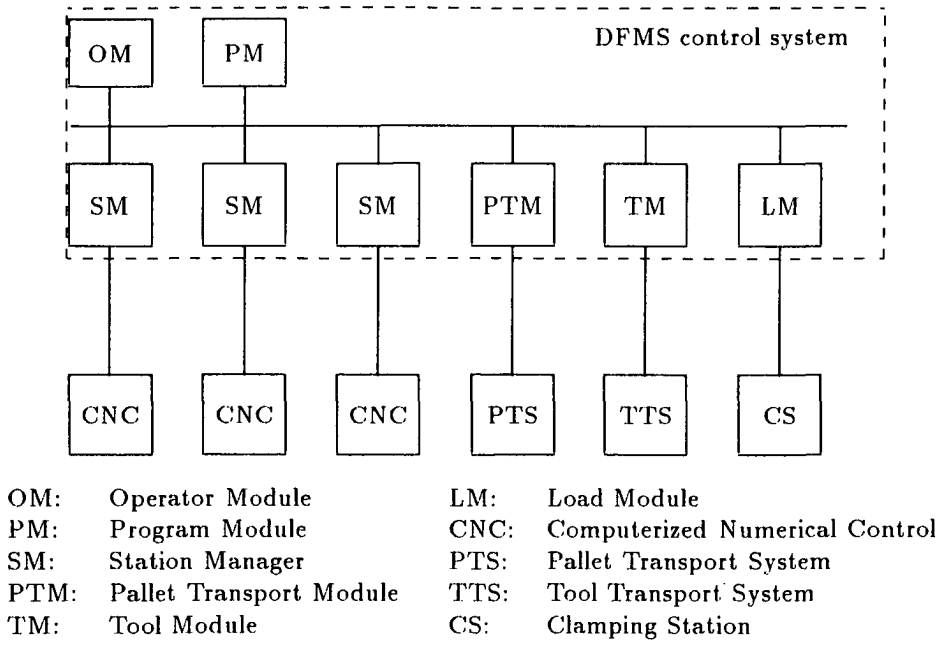 DFMS control system
OM PM
SM SM SM PTM TM LM
CNC CNC CNC PTS TTS CS
OM: Operator Module LM: Load Module
PM: Program Module CNC: Computerized Numerical Control
SM: Station Manager PTS: Pallet Transport System
PTM: Pallet Transport Module TTS: Tool Transport System
TM: Tool Module CS: Clamping Station